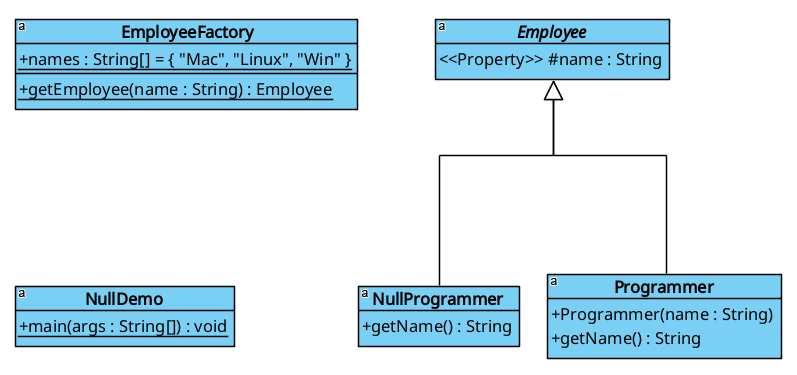 a
EmployeeFactory
+names : String[] = { "Mac", "Linux", "Win" }
+getEmployee(name : String) : Employee
a
Employee
<<Property>> #name : String
a
NullDemo
+main(args : String[]) : void
a
NullProgrammer
+getName() : String
a
Programmer
+Programmer(name : String)
+getName() : String